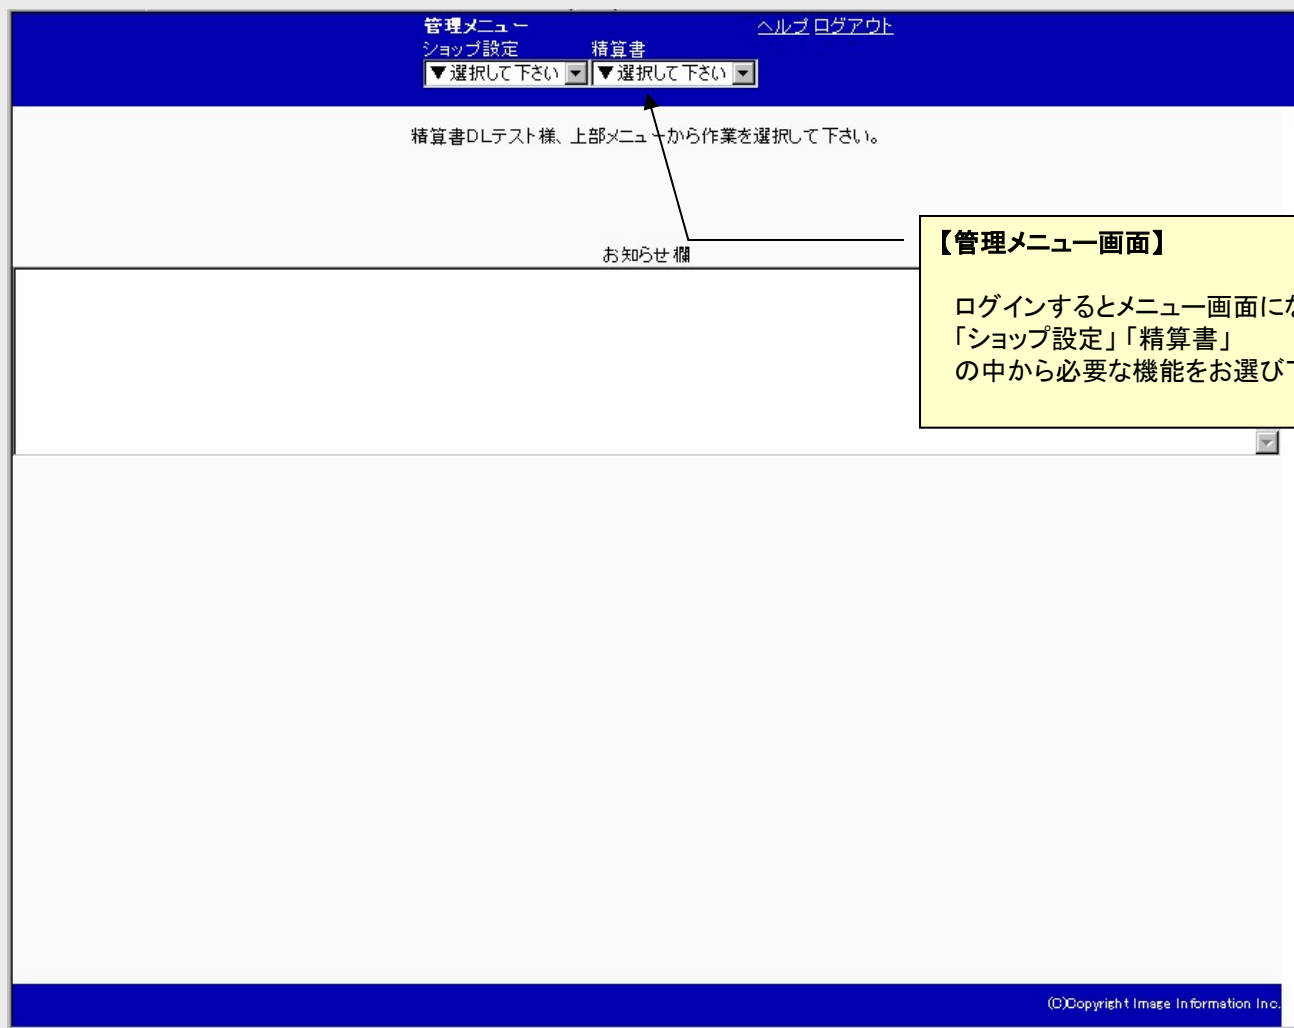 管理メニュー ヘルプ ログアウト
ショップ設定 精算書
▼選択して下さい ▼選択して下さい
精算書DLテスト様、上部メニューから作業を選択して下さい。
お知らせ欄
【管理メニュー画面】
ログインするとメニュー画面に
「ショップ設定」「精算書」
の中から必要な機能をお選び
(C)Copyright Image Information Inc.